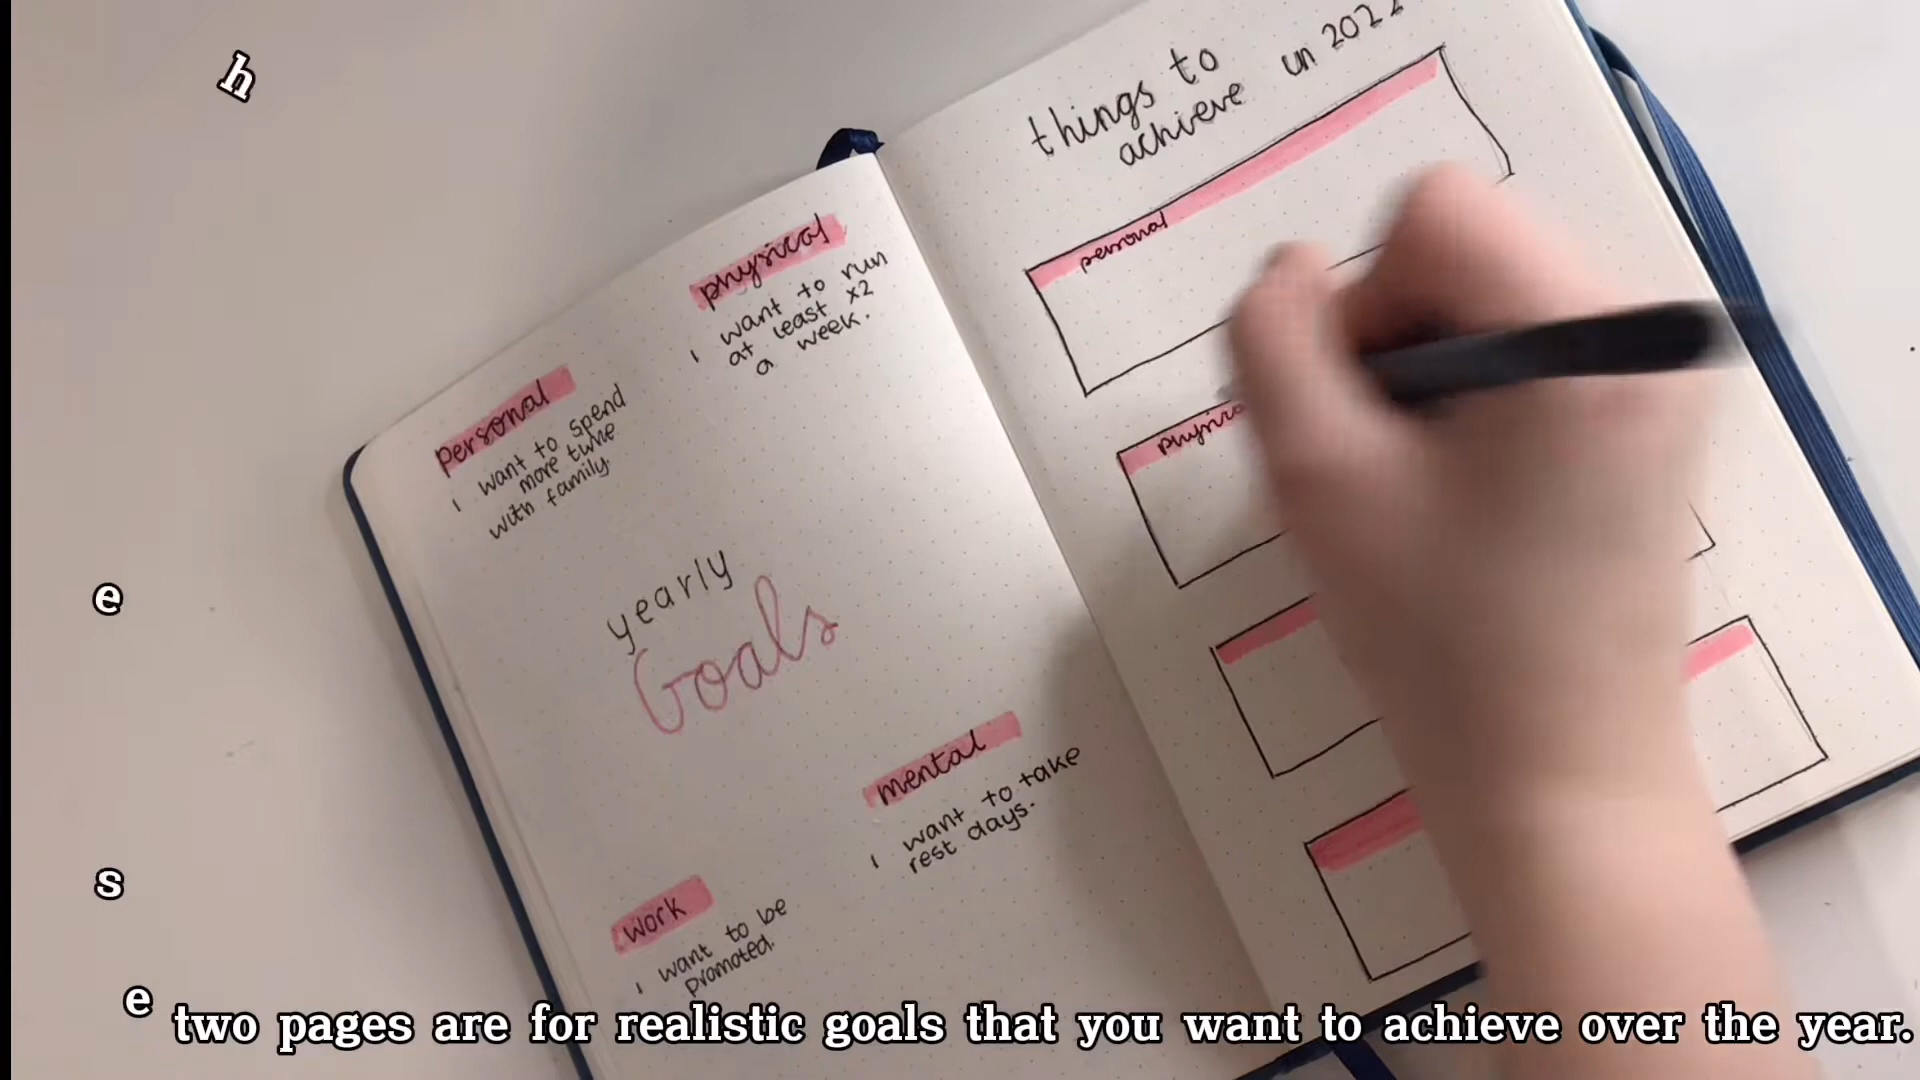 things to
achieve in 2022
personal
physical
personal
I want to spend
more time
with family.
physical
I want to run
at least x2
a week.
yearly
Goals
mental
I want to take
rest days.
work
I want to be
promoted.
h
e
s
e two pages are for realistic goals that you want to achieve over the year.